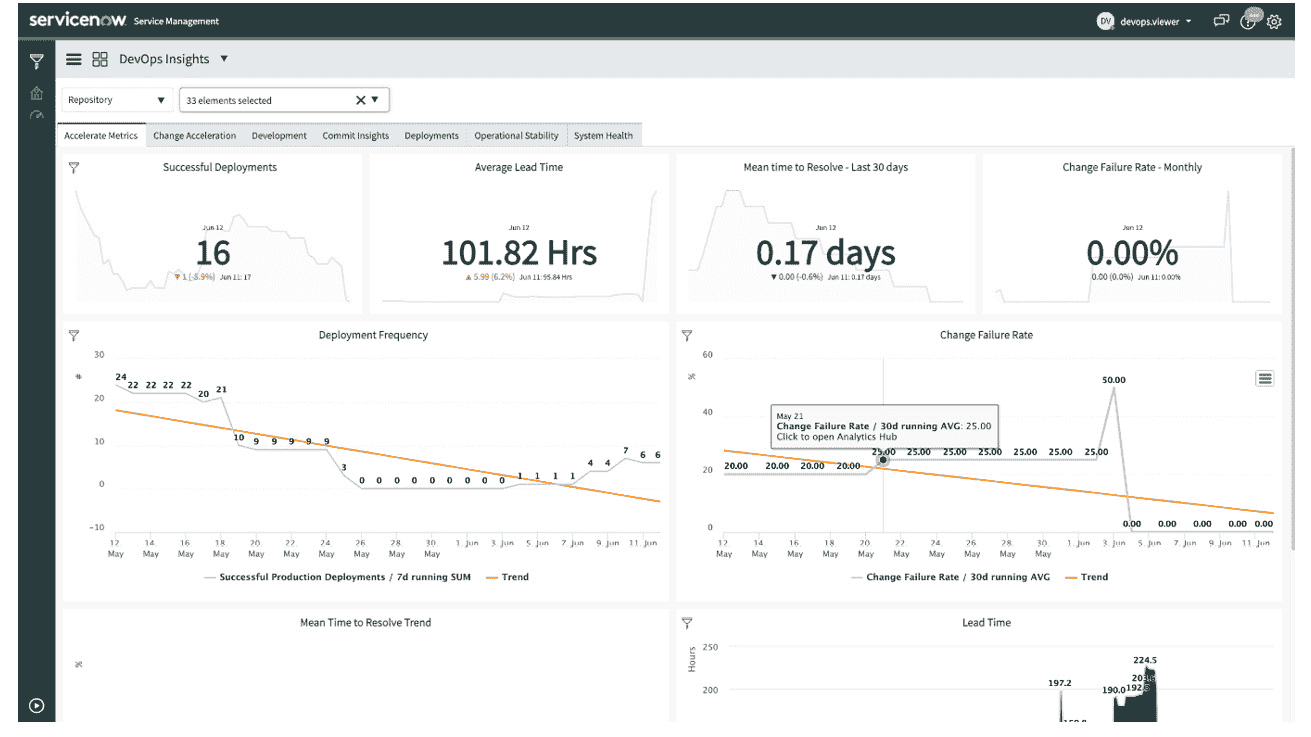 servicenow Service Management
DV devops.viewer
DevOps Insights
Repository
33 elements selected
Accelerate Metrics Change Acceleration Development Commit Insights Deployments Operational Stability System Health
Successful Deployments
Jun 12
16
▼ 1 (-5.9%) Jun 11: 17
Average Lead Time
Jun 12
101.82 Hrs
▲ 5.99 (6.2%) Jun 11: 95.84 Hrs
Mean time to Resolve - Last 30 days
Jun 12
0.17 days
▼ 0.00 (-0.6%) Jun 11: 0.17 days
Change Failure Rate - Monthly
Jun 12
0.00%
0.00 (0.0%) Jun 11: 0.00%
Deployment Frequency
#
30
20
10
0
-10
24 22 22 22 22 20 21 10 9 9 9 9 9 3 0 0 0 0 0 0 0 0 0 1 1 1 1 4 4 7 6 6
12. May 14. May 16. May 18. May 20. May 22. May 24. May 26. May 28. May 30. May 1. Jun 3. Jun 5. Jun 7. Jun 9. Jun 11. Jun
Successful Production Deployments / 7d running SUM Trend
Change Failure Rate
%
60
40
20
0
May 21
Change Failure Rate / 30d running AVG: 25.00
Click to open Analytics Hub
20.00 20.00 20.00 20.00 25.00 25.00 25.00 25.00 25.00 25.00 25.00 50.00 0.00 0.00 0.00 0.00 0.00
12. May 14. May 16. May 18. May 20. May 22. May 24. May 26. May 28. May 30. May 1. Jun 3. Jun 5. Jun 7. Jun 9. Jun 11. Jun
Change Failure Rate / 30d running AVG Trend
Mean Time to Resolve Trend
%
Lead Time
Hours
250
200
197.2 190.0 224.5